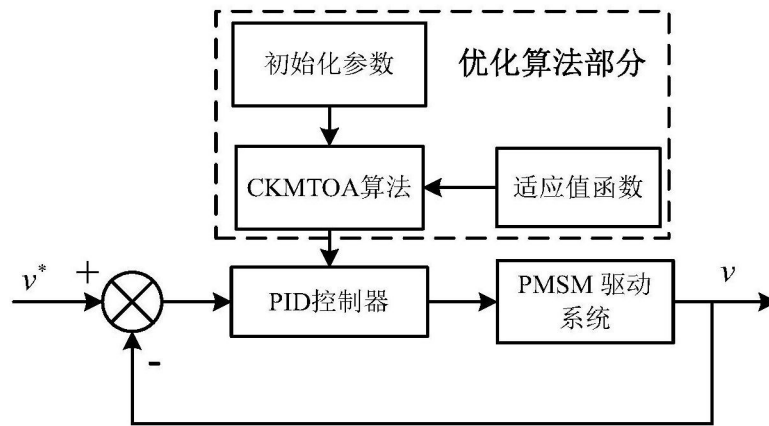 初始化参数
优化算法部分
CKMTOA算法
适应值函数
v*
+
PID控制器
PMSM 驱动
系统
v
-